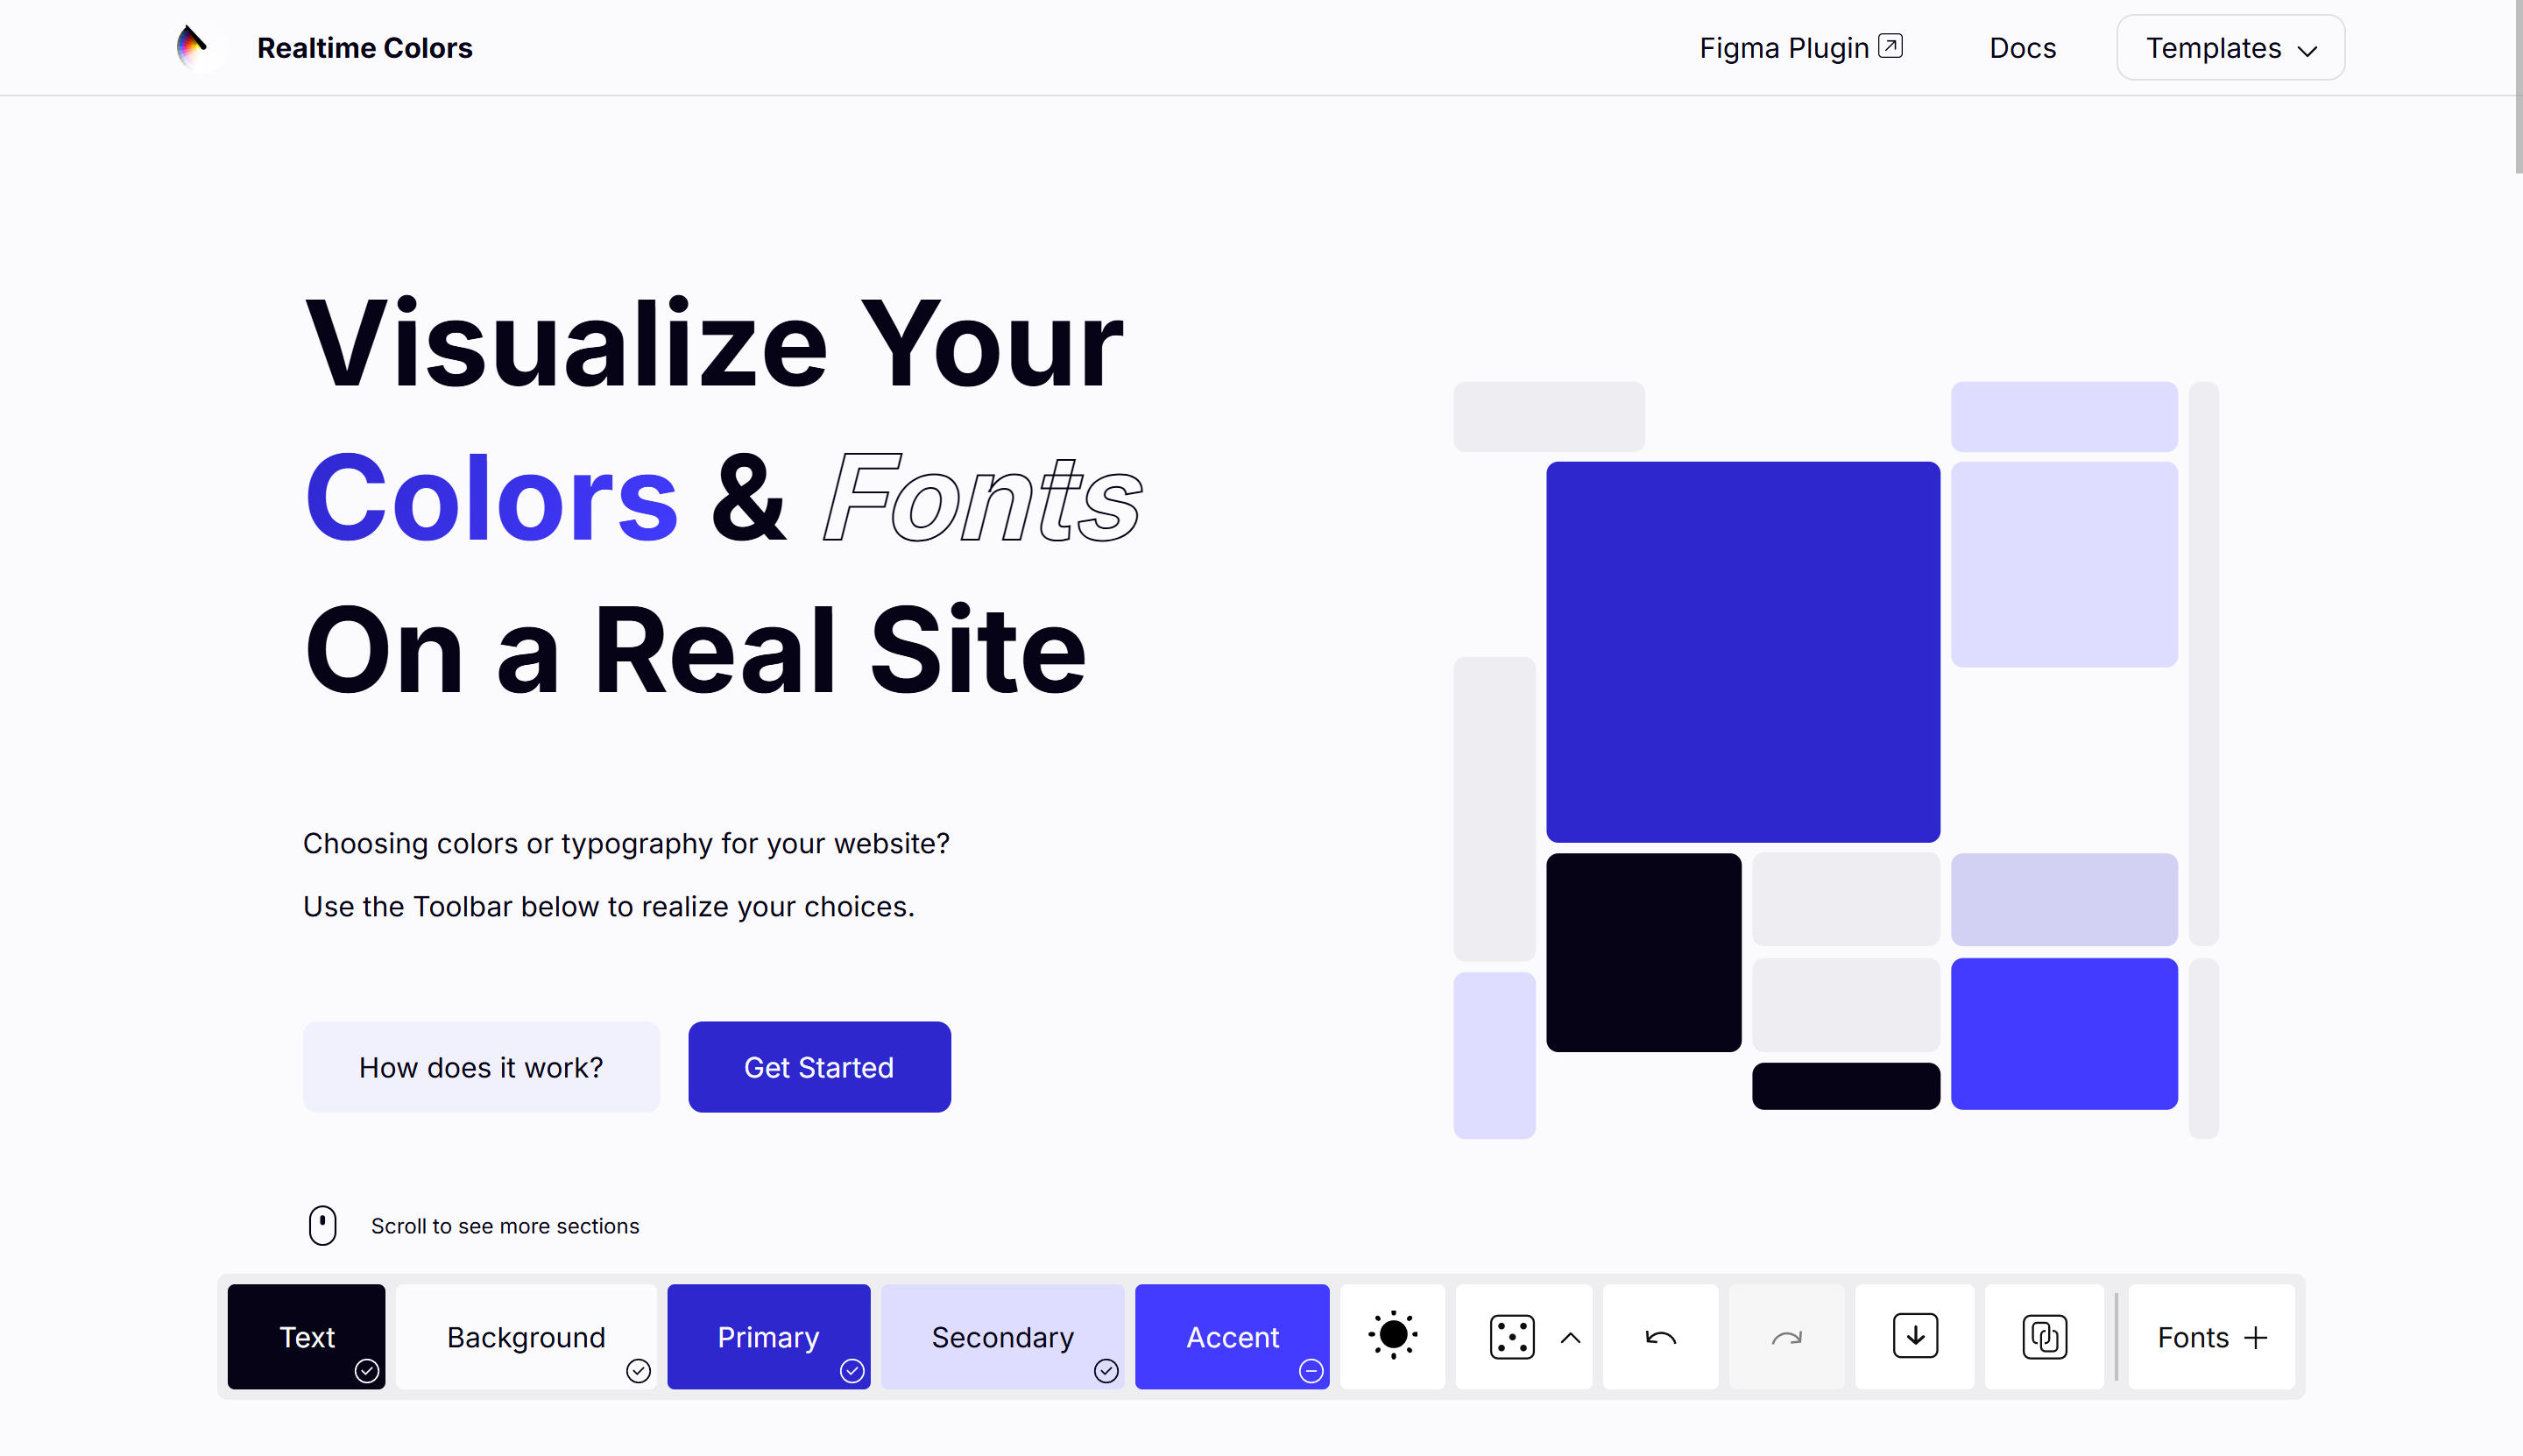 Realtime Colors
Figma Plugin
Docs
Templates
Visualize Your
Colors & Fonts
On a Real Site
Choosing colors or typography for your website?
Use the Toolbar below to realize your choices.
How does it work?
Get Started
Scroll to see more sections
Text
Background
Primary
Secondary
Accent
Fonts